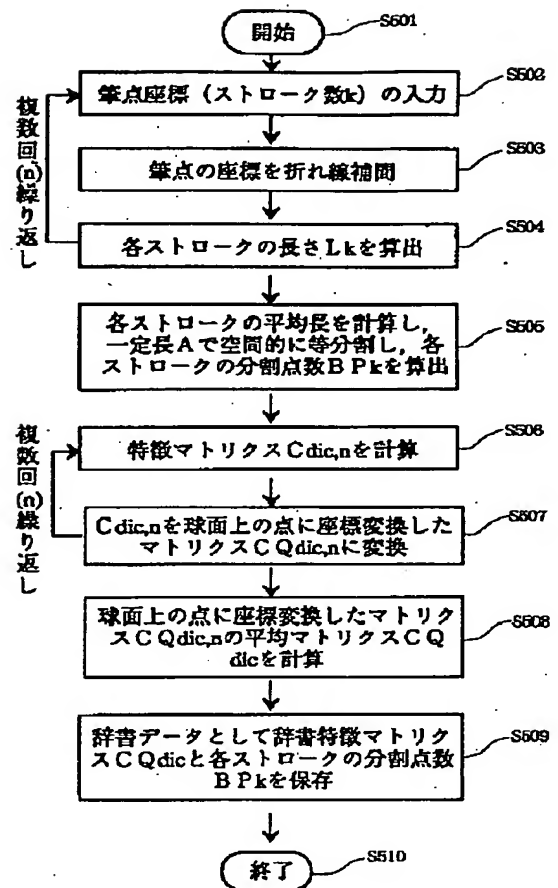 開始
S501
筆点座標（ストローク数k）の入力
S502
筆点の座標を折れ線補間
S503
各ストロークの長さLkを算出
S504
複数回(n)繰り返し
各ストロークの平均長を計算し,
一定長Aで空間的に等分割し, 各
ストロークの分割点数BPkを算出
S505
特徴マトリクスCdic,nを計算
S506
Cdic,nを球面上の点に座標変換した
マトリクスCQdic,nに変換
S507
複数回(n)繰り返し
球面上の点に座標変換したマトリク
スCQdic,nの平均マトリクスCQ
dicを計算
S508
辞書データとして辞書特徴マトリク
スCQdicと各ストロークの分割点数
BPkを保存
S509
終了
S510